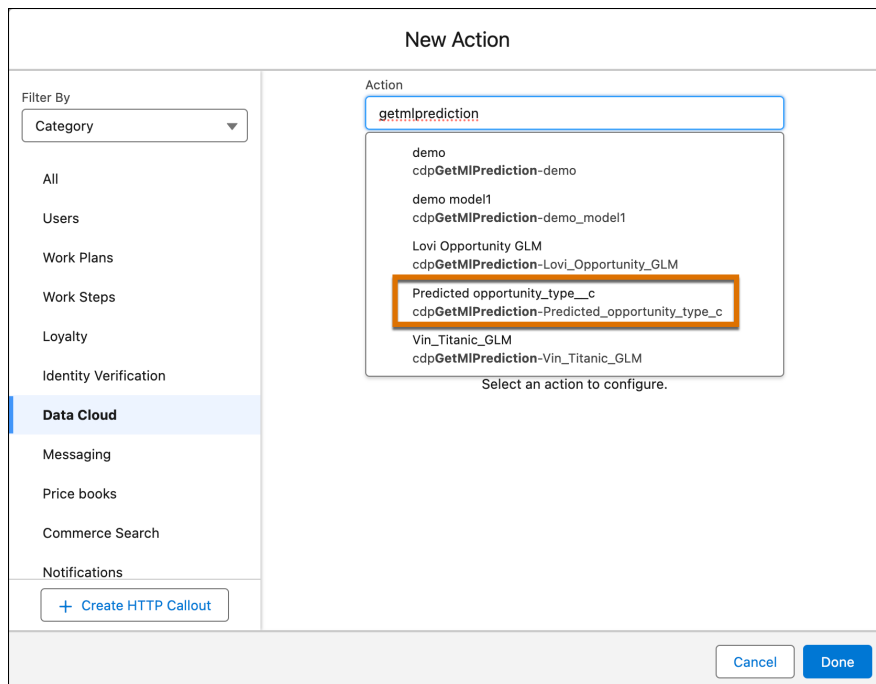 New Action
Filter By
Category
All
Users
Work Plans
Work Steps
Loyalty
Identity Verification
Data Cloud
Messaging
Price books
Commerce Search
Notifications
+ Create HTTP Callout
Action
getmlprediction
demo
cdpGetMlPrediction-demo
demo model1
cdpGetMlPrediction-demo_model1
Lovi Opportunity GLM
cdpGetMlPrediction-Lovi_Opportunity_GLM
Predicted opportunity_type__c
cdpGetMlPrediction-Predicted_opportunity_type_c
Vin_Titanic_GLM
cdpGetMlPrediction-Vin_Titanic_GLM
Select an action to configure.
Cancel
Done